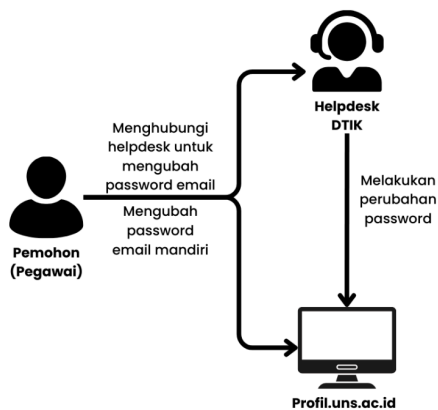 Helpdesk
DTIK
Menghubungi
helpdesk untuk
mengubah
password email
Mengubah
password
email mandiri
Melakukan
perubahan
password
Pemohon
(Pegawai)
Profil.uns.ac.id